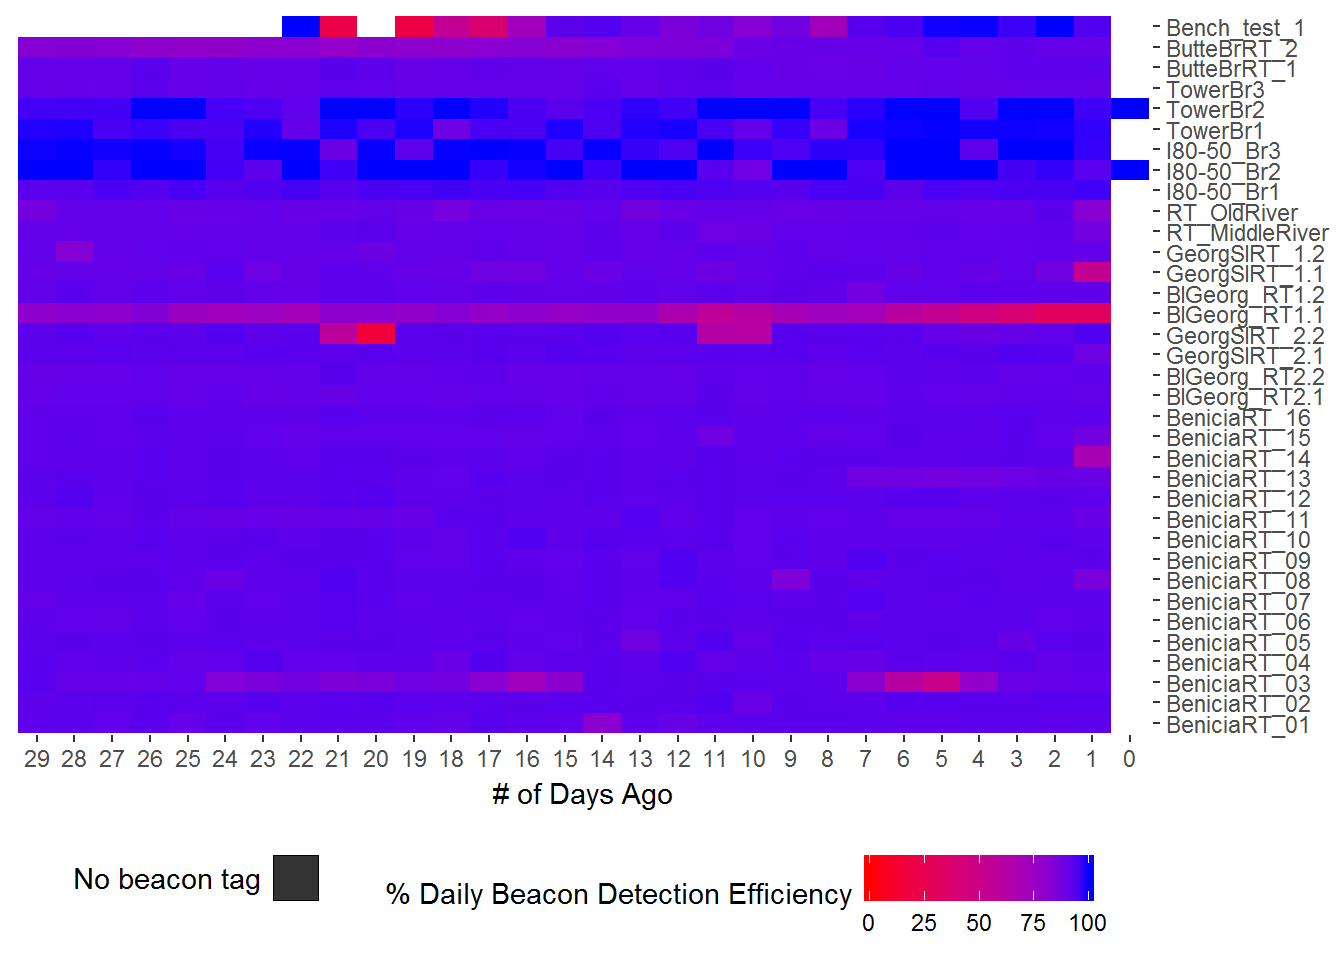 Bench_test_1
ButteBrRT_2
ButteBrRT_1
TowerBr3
TowerBr2
TowerBr1
I80-50_Br3
I80-50_Br2
I80-50_Br1
RT_OldRiver
RT_MiddleRiver
GeorgSlRT_1.2
GeorgSlRT_1.1
BlGeorg_RT1.2
BlGeorg_RT1.1
GeorgSlRT_2.2
GeorgSlRT_2.1
BlGeorg_RT2.2
BlGeorg_RT2.1
BeniciaRT_16
BeniciaRT_15
BeniciaRT_14
BeniciaRT_13
BeniciaRT_12
BeniciaRT_11
BeniciaRT_10
BeniciaRT_09
BeniciaRT_08
BeniciaRT_07
BeniciaRT_06
BeniciaRT_05
BeniciaRT_04
BeniciaRT_03
BeniciaRT_02
BeniciaRT_01
29 28 27 26 25 24 23 22 21 20 19 18 17 16 15 14 13 12 11 10 9 8 7 6 5 4 3 2 1 0
# of Days Ago
No beacon tag
% Daily Beacon Detection Efficiency
0 25 50 75 100